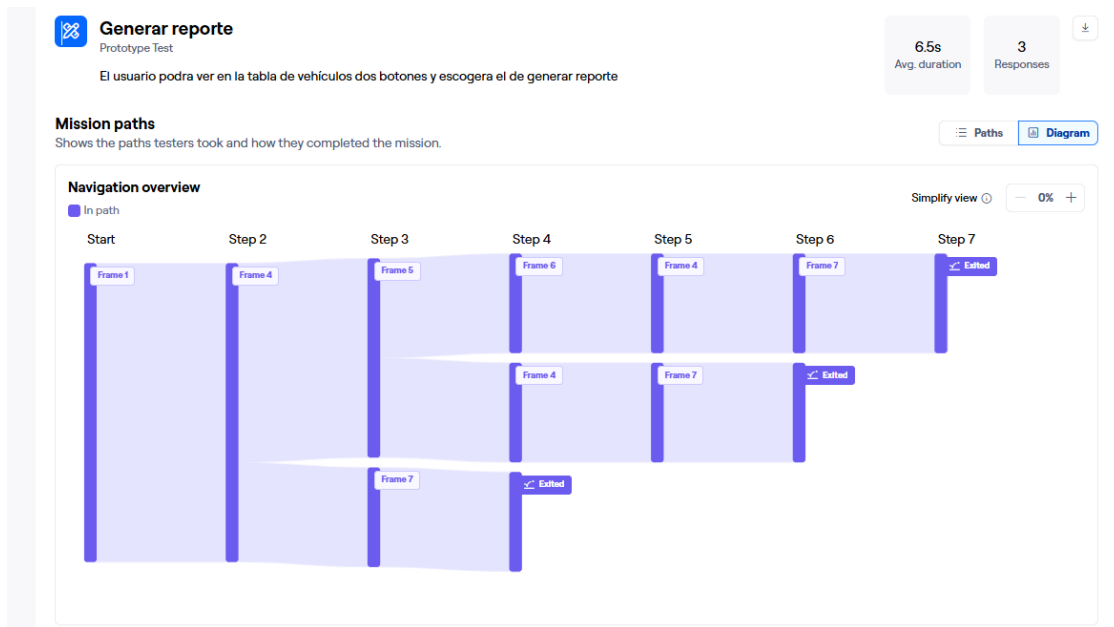 Generar reporte
Prototype Test
El usuario podra ver en la tabla de vehículos dos botones y escogera el de generar reporte
6.5s
Avg. duration
3
Responses
Mission paths
Shows the paths testers took and how they completed the mission.
Paths
Diagram
Navigation overview
In path
Simplify view
0%
Start
Step 2
Step 3
Step 4
Step 5
Step 6
Step 7
Frame 1
Frame 4
Frame 5
Frame 6
Frame 4
Frame 7
Exited
Frame 4
Frame 7
Exited
Frame 7
Exited